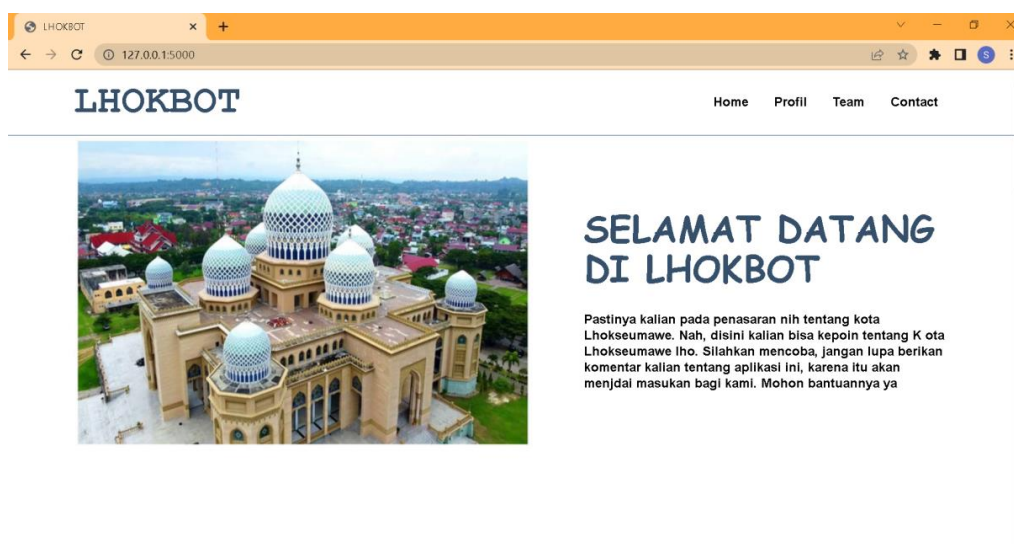 LHOKBOT
127.0.0.1:5000
S
LHOKBOT
Home Profil Team Contact
SELAMAT DATANG
DI LHOKBOT
Pastinya kalian pada penasaran nih tentang kota
Lhokseumawe. Nah, disini kalian bisa kepoin tentang K ota
Lhokseumawe lho. Silahkan mencoba, jangan lupa berikan
komentar kalian tentang aplikasi ini, karena itu akan
menjdai masukan bagi kami. Mohon bantuannya ya